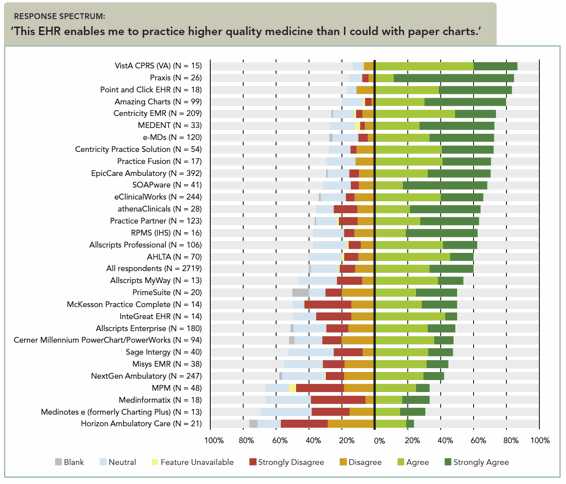 RESPONSE SPECTRUM:
‘This EHR enables me to practice higher quality medicine than I could with paper charts.’
VistA CPRS (VA) (N = 15)
Praxis (N = 26)
Point and Click EHR (N = 18)
Amazing Charts (N = 99)
Centricity EMR (N = 209)
MEDENT (N = 33)
e-MDs (N = 120)
Centricity Practice Solution (N = 54)
Practice Fusion (N = 17)
EpicCare Ambulatory (N = 392)
SOAPware (N = 41)
eClinicalWorks (N = 244)
athenaClinicals (N = 28)
Practice Partner (N = 123)
RPMS (IHS) (N = 16)
Allscripts Professional (N = 106)
AHLTA (N = 70)
All respondents (N = 2719)
Allscripts MyWay (N = 13)
PrimeSuite (N = 20)
McKesson Practice Complete (N = 14)
InteGreat EHR (N = 14)
Allscripts Enterprise (N = 180)
Cerner Millennium PowerChart/PowerWorks (N = 94)
Sage Intergy (N = 40)
Misys EMR (N = 38)
NextGen Ambulatory (N = 247)
MPM (N = 48)
Medinformatix (N = 18)
Medinotes e (formerly Charting Plus) (N = 13)
Horizon Ambulatory Care (N = 21)
100% 80% 60% 40% 20% 0% 20% 40% 60% 80% 100%
Blank Neutral Feature Unavailable Strongly Disagree Disagree Agree Strongly Agree